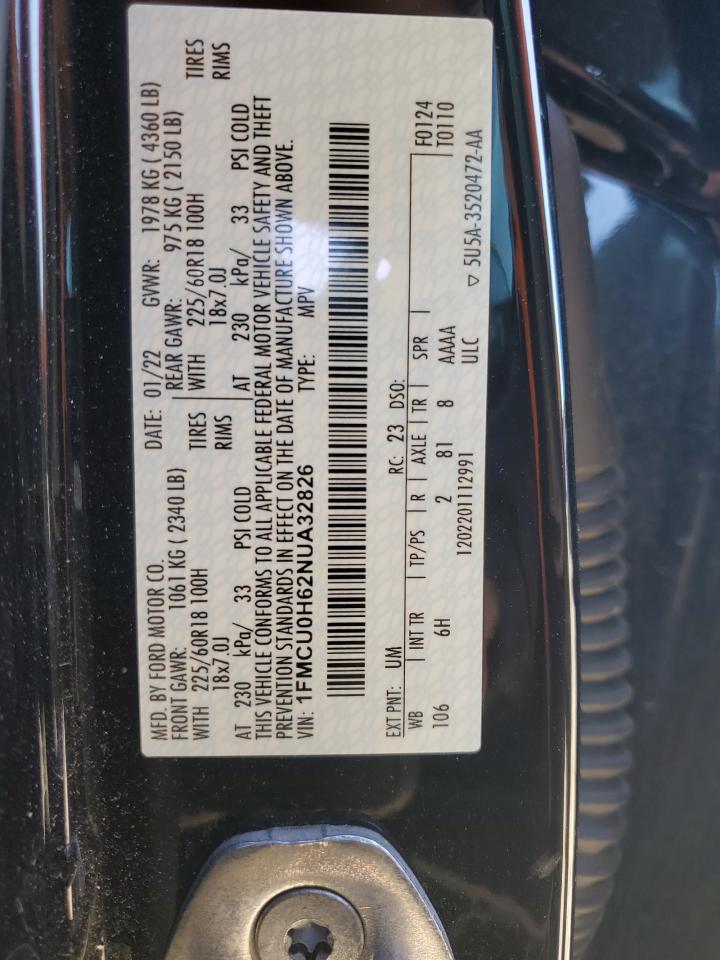 MFD. BY FORD MOTOR CO. DATE: 01/22 GVWR: 1978 KG ( 4360 LB)
FRONT GAWR: 1061 KG ( 2340 LB) REAR GAWR: 975 KG ( 2150 LB)
WITH 225/60R18 100H TIRES WITH 225/60R18 100H TIRES
18x7.0J RIMS 18x7.0J RIMS
AT 230 kPa/ 33 PSI COLD AT 230 kPa/ 33 PSI COLD
THIS VEHICLE CONFORMS TO ALL APPLICABLE FEDERAL MOTOR VEHICLE SAFETY AND THEFT
PREVENTION STANDARDS IN EFFECT ON THE DATE OF MANUFACTURE SHOWN ABOVE.
VIN: 1FMCU0H62NUA32826 TYPE: MPV
EXT PNT: UM RC: 23 DSO: F0124
WB INT TR TP/PS R AXLE TR SPR T0110
106 6H 2 81 8 AAAA
1202201112991 ULC ▽ 5U5A-3520472-AA